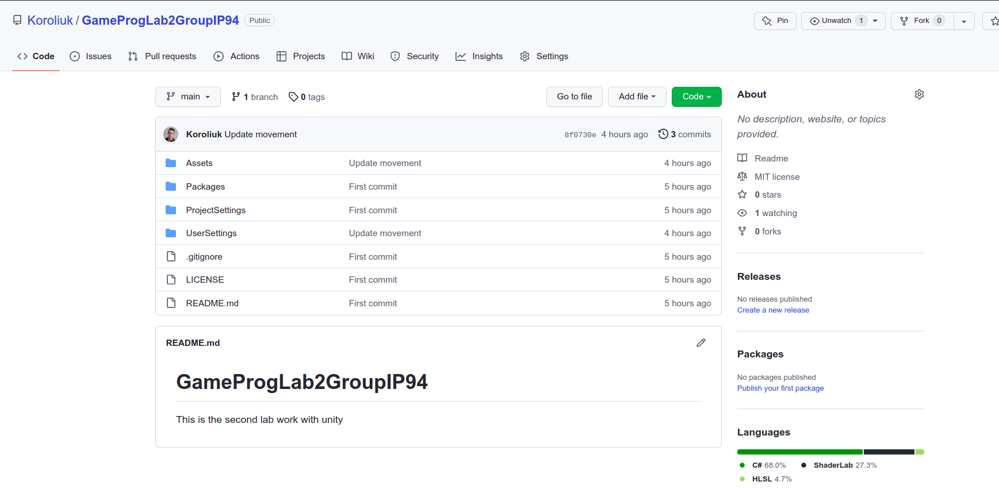 Koroliuk / GameProgLab2GroupIP94 Public
Pin Unwatch 1 Fork 0
Code Issues Pull requests Actions Projects Wiki Security Insights Settings
main 1 branch 0 tags Go to file Add file Code
Koroliuk Update movement 8f0730e 4 hours ago 3 commits
Assets Update movement 4 hours ago
Packages First commit 5 hours ago
ProjectSettings First commit 5 hours ago
UserSettings Update movement 4 hours ago
.gitignore First commit 5 hours ago
LICENSE First commit 5 hours ago
README.md First commit 5 hours ago
README.md
GameProgLab2GroupIP94
This is the second lab work with unity
About
No description, website, or topics
provided.
Readme
MIT license
0 stars
1 watching
0 forks
Releases
No releases published
Create a new release
Packages
No packages published
Publish your first package
Languages
C# 68.0% ShaderLab 27.3%
HLSL 4.7%